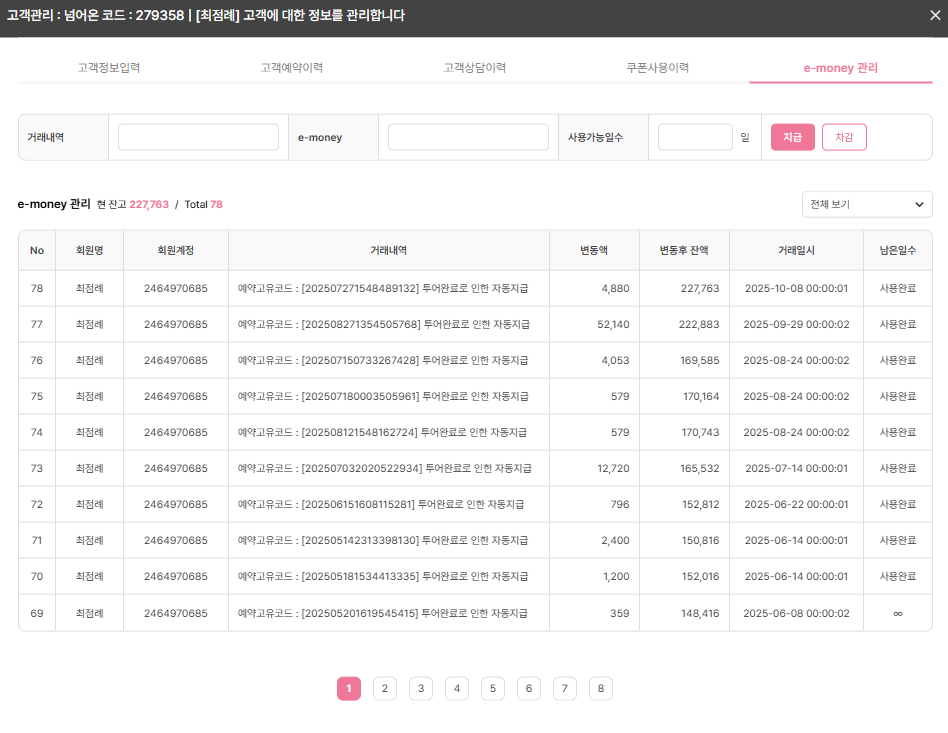 고객관리 : 넘어온 코드 : 279358 | [최점례] 고객에 대한 정보를 관리합니다
고객정보입력 고객예약이력 고객상담이력 쿠폰사용이력 e-money 관리
거래내역 e-money 사용가능일수 일 지급 차감
e-money 관리 현 잔고 227,763 / Total 78 전체 보기
No 회원명 회원계정 거래내역 변동액 변동후 잔액 거래일시 남은일수
78 최점례 2464970685 예약고유코드 : [202507271548489132] 투어완료로 인한 자동지급 4,880 227,763 2025-10-08 00:00:01 사용완료
77 최점례 2464970685 예약고유코드 : [202508271354505768] 투어완료로 인한 자동지급 52,140 222,883 2025-09-29 00:00:02 사용완료
76 최점례 2464970685 예약고유코드 : [202507150733267428] 투어완료로 인한 자동지급 4,053 169,585 2025-08-24 00:00:02 사용완료
75 최점례 2464970685 예약고유코드 : [202507180003505961] 투어완료로 인한 자동지급 579 170,164 2025-08-24 00:00:02 사용완료
74 최점례 2464970685 예약고유코드 : [202508121548162724] 투어완료로 인한 자동지급 579 170,743 2025-08-24 00:00:02 사용완료
73 최점례 2464970685 예약고유코드 : [202507032020522934] 투어완료로 인한 자동지급 12,720 165,532 2025-07-14 00:00:01 사용완료
72 최점례 2464970685 예약고유코드 : [202506151608115281] 투어완료로 인한 자동지급 796 152,812 2025-06-22 00:00:01 사용완료
71 최점례 2464970685 예약고유코드 : [202505142313398130] 투어완료로 인한 자동지급 2,400 150,816 2025-06-14 00:00:01 사용완료
70 최점례 2464970685 예약고유코드 : [202505181534413335] 투어완료로 인한 자동지급 1,200 152,016 2025-06-14 00:00:01 사용완료
69 최점례 2464970685 예약고유코드 : [202505201619545415] 투어완료로 인한 자동지급 359 148,416 2025-06-08 00:00:02 ∞
1 2 3 4 5 6 7 8